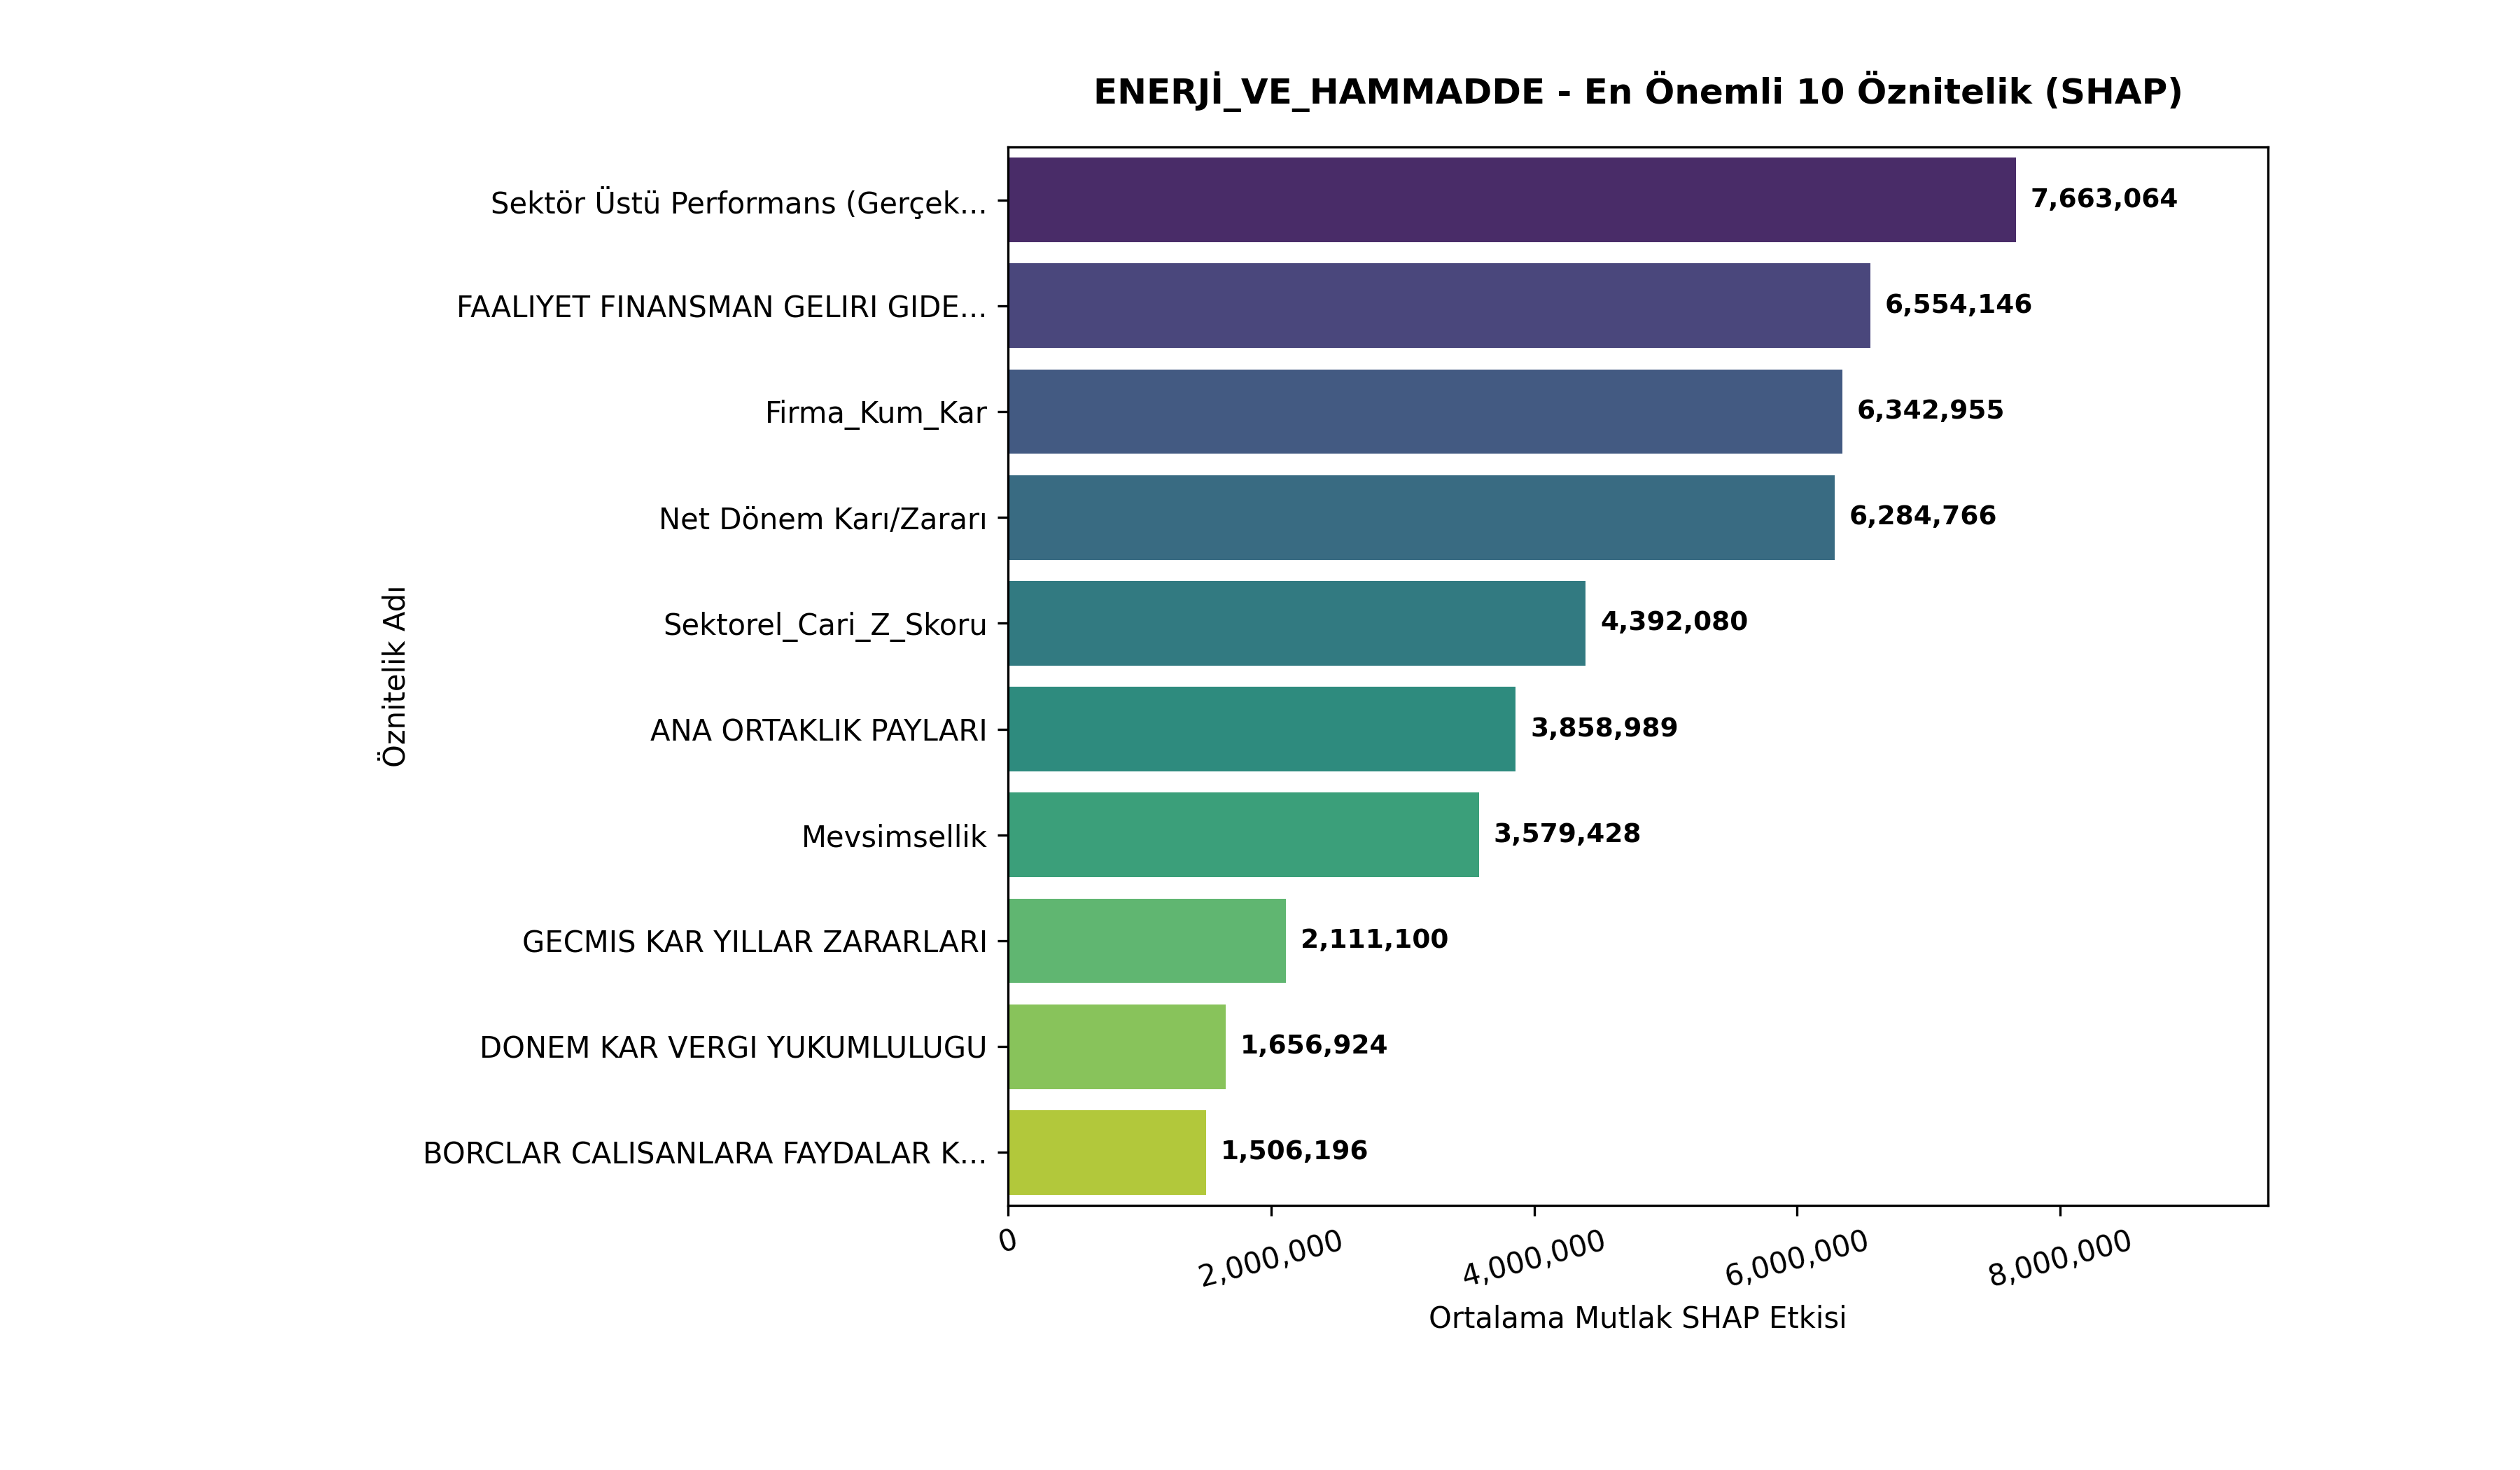 ENERJİ_VE_HAMMADDE - En Önemli 10 Öznitelik (SHAP)
Öznitelik Adı
Sektör Üstü Performans (Gerçek...
7,663,064
FAALIYET FINANSMAN GELIRI GIDE...
6,554,146
Firma_Kum_Kar
6,342,955
Net Dönem Karı/Zararı
6,284,766
Sektorel_Cari_Z_Skoru
4,392,080
ANA ORTAKLIK PAYLARI
3,858,989
Mevsimsellik
3,579,428
GECMIS KAR YILLAR ZARARLARI
2,111,100
DONEM KAR VERGI YUKUMLULUGU
1,656,924
BORCLAR CALISANLARA FAYDALAR K...
1,506,196
0
2,000,000
4,000,000
6,000,000
8,000,000
Ortalama Mutlak SHAP Etkisi